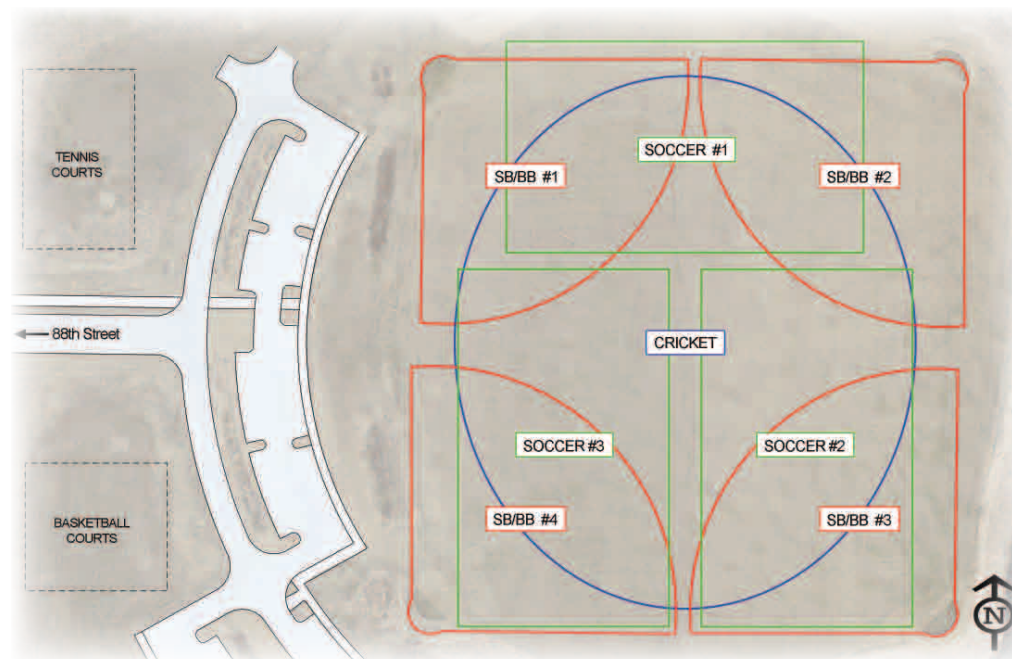 TENNIS
COURTS
SOCCER #1
SB/BB #1
SB/BB #2
88th Street
CRICKET
SOCCER #3
SOCCER #2
SB/BB #4
SB/BB #3
BASKETBALL
COURTS
N